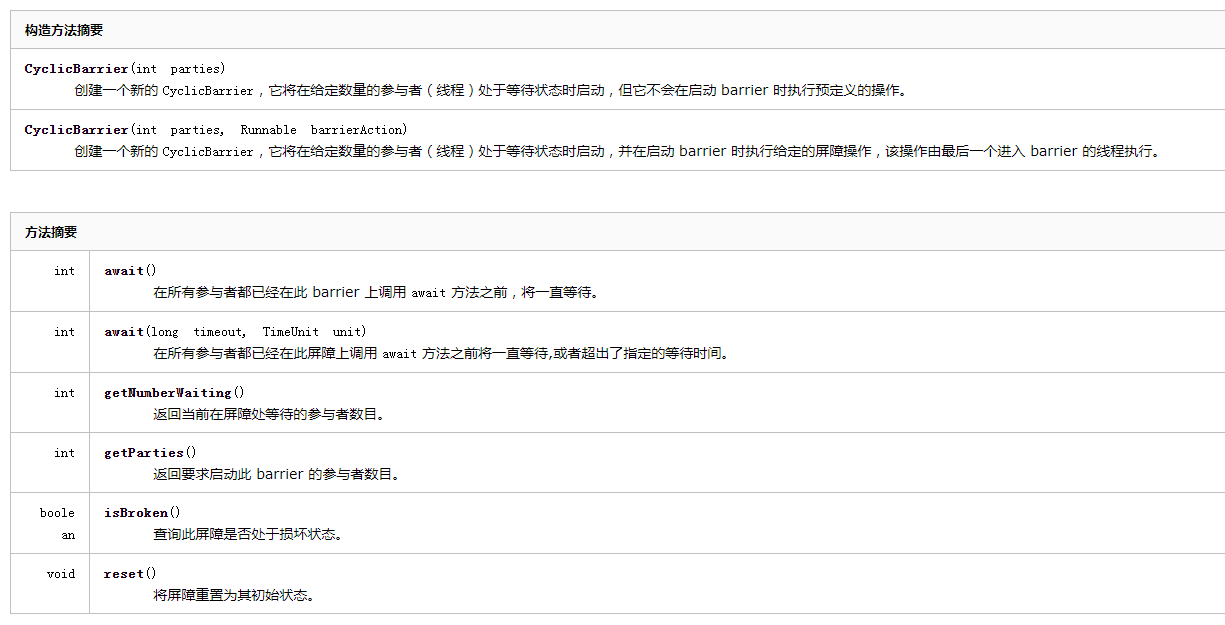 构造方法摘要
CyclicBarrier(int parties)
创建一个新的 CyclicBarrier，它将在给定数量的参与者（线程）处于等待状态时启动，但它不会在启动 barrier 时执行预定义的操作。
CyclicBarrier(int parties, Runnable barrierAction)
创建一个新的 CyclicBarrier，它将在给定数量的参与者（线程）处于等待状态时启动，并在启动 barrier 时执行给定的屏障操作，该操作由最后一个进入 barrier 的线程执行。
方法摘要
int await()
在所有参与者都已经在此 barrier 上调用 await 方法之前，将一直等待。
int await(long timeout, TimeUnit unit)
在所有参与者都已经在此屏障上调用 await 方法之前将一直等待,或者超出了指定的等待时间。
int getNumberWaiting()
返回当前在屏障处等待的参与者数目。
int getParties()
返回要求启动此 barrier 的参与者数目。
boole isBroken()
an 查询此屏障是否处于损坏状态。
void reset()
将屏障重置为其初始状态。